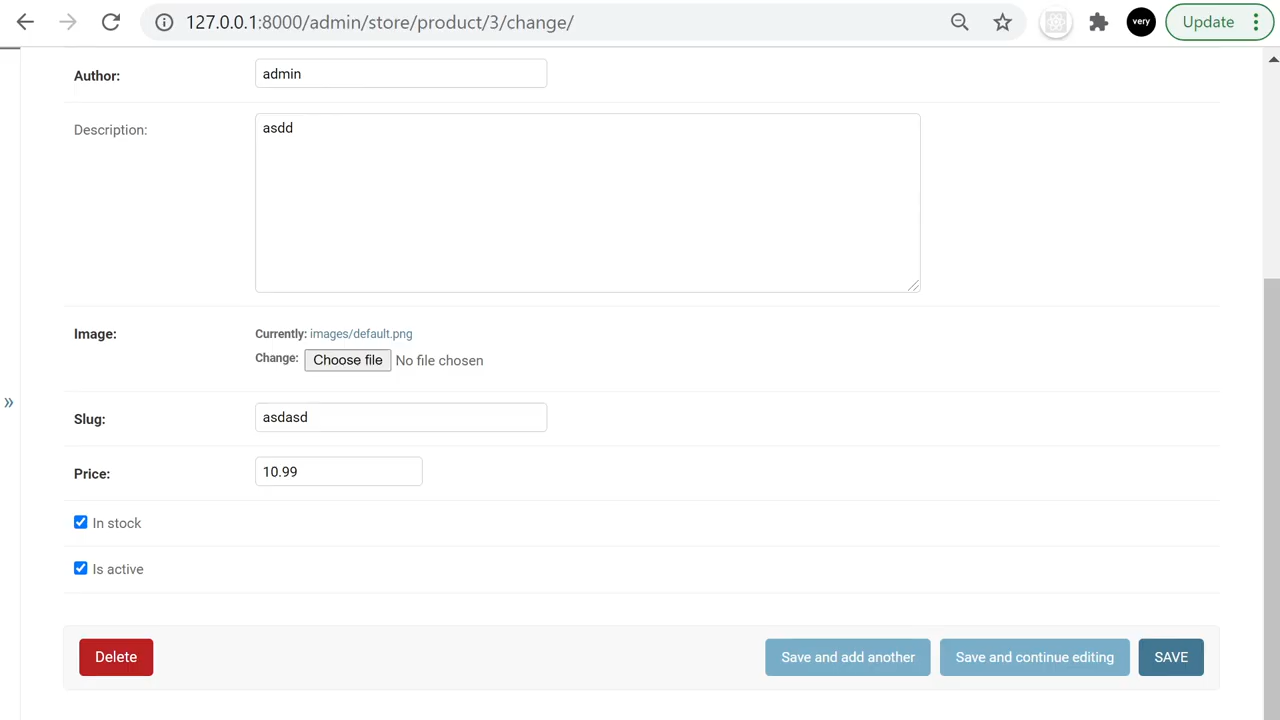 127.0.0.1:8000/admin/store/product/3/change/
very
Update
Author:
admin
Description:
asdd
Image:
Currently: images/default.png
Change: Choose file No file chosen
»
Slug:
asdasd
Price:
10.99
In stock
Is active
Delete
Save and add another
Save and continue editing
SAVE